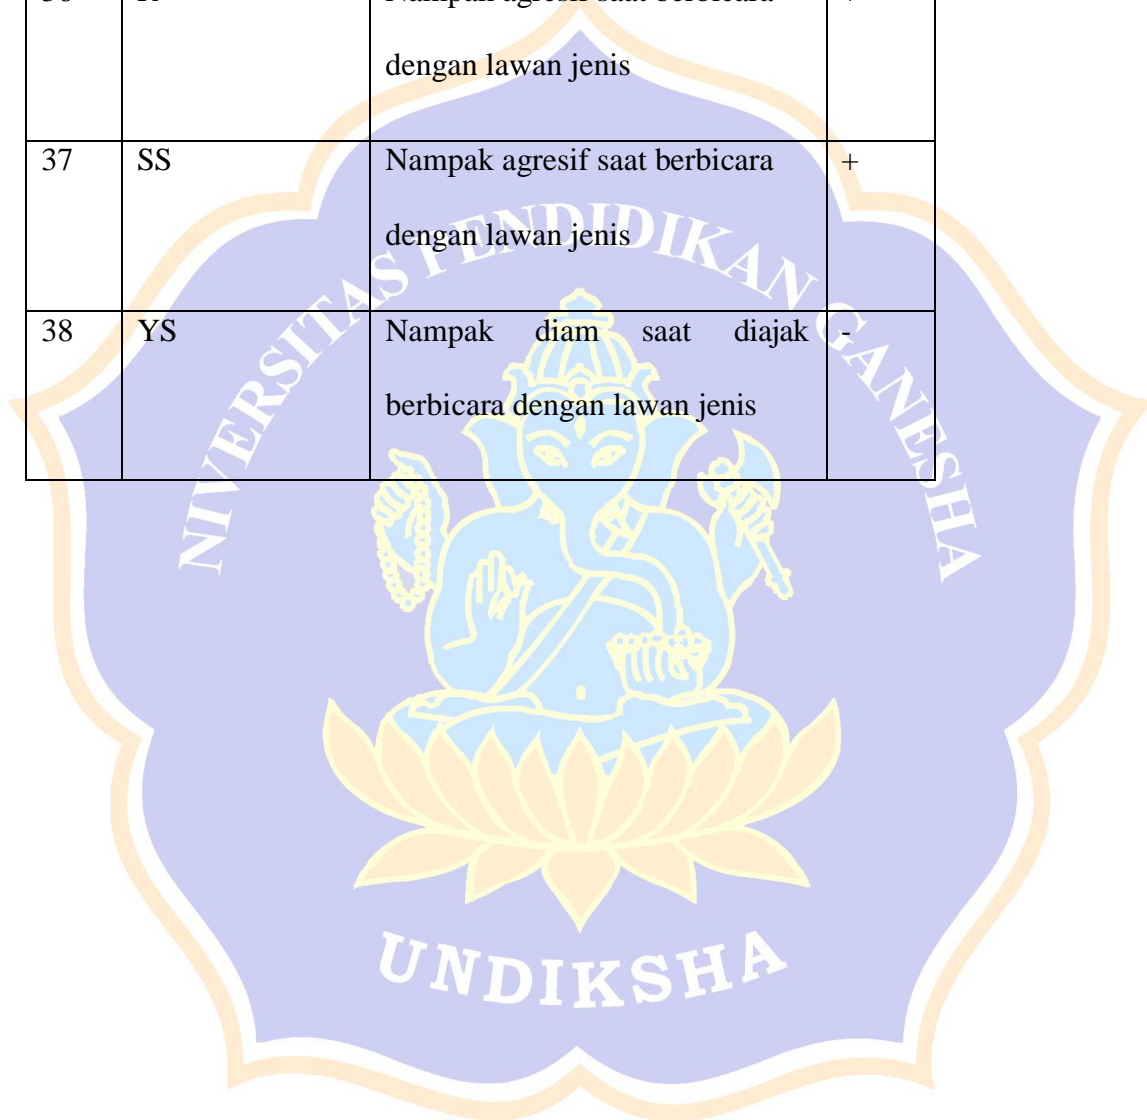 dengan lawan jenis
37 SS Nampak agresif saat berbicara +
dengan lawan jenis
38 YS Nampak diam saat diajak -
berbicara dengan lawan jenis
NIVERSITAS PENDIDIKAN GANESHA
UNDIKSHA